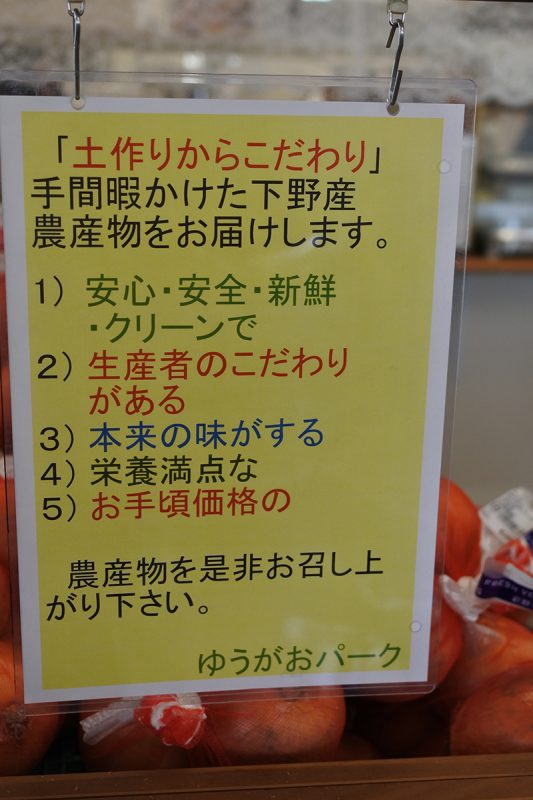 「土作りからこだわり」
手間暇かけた下野産
農産物をお届けします。
1) 安心・安全・新鮮
・クリーンで
2) 生産者のこだわり
がある
3) 本来の味がする
4) 栄養満点な
5) お手頃価格の
農産物を是非お召し上
がり下さい。
ゆうがおパーク